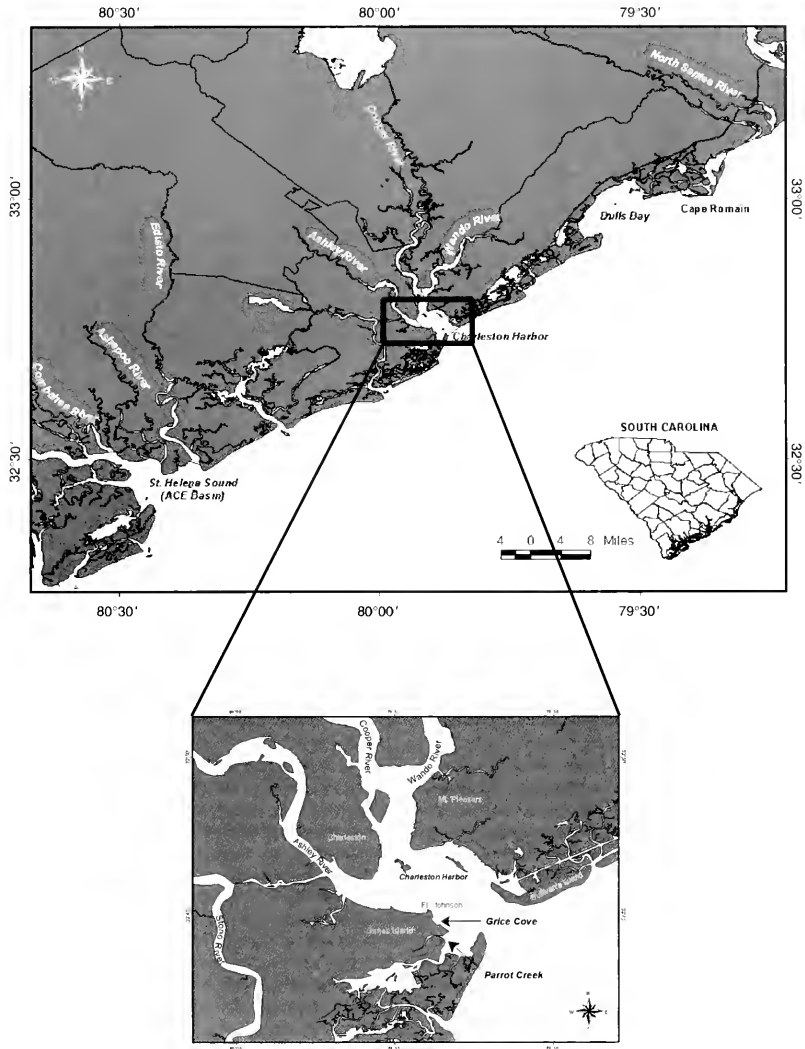 80°30'
80°00'
79°30'
North Santee River
Cooper River
33°00'
33°00'
Bulls Bay
Cape Romain
Wando River
Ashley River
Edisto River
Charleston Harbor
Ashepoo River
Combahee River
SOUTH CAROLINA
32°30'
32°30'
St. Helena Sound
(ACE Basin)
4 0 4 8 Miles
80°30'
80°00'
79°30'
Cooper River
Wando River
Mt. Pleasant
Charleston
Ashley River
Charleston Harbor
Sullivan's Island
Ft. Johnson
Grice Cove
James Island
Stono River
Parrot Creek